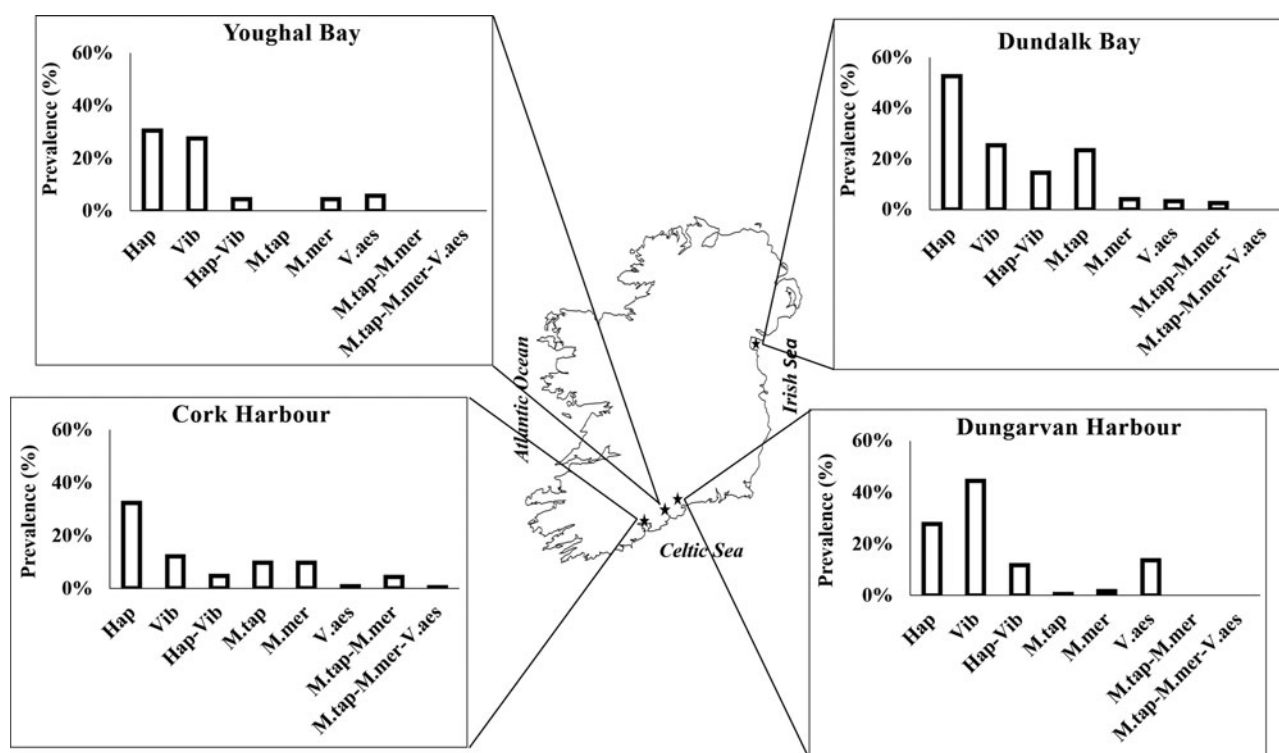 Youghal Bay
Prevalence (%)
60%
40%
20%
0%
Hap
Vib
Hap-Vib
M.tap
M.mer
V.aes
M.tap-M.mer
M.tap-M.mer-V.aes
Dundalk Bay
Prevalence (%)
60%
40%
20%
0%
Hap
Vib
Hap-Vib
M.tap
M.mer
V.aes
M.tap-M.mer
M.tap-M.mer-V.aes
Atlantic Ocean
Irish Sea
Celtic Sea
Cork Harbour
Prevalence (%)
60%
40%
20%
0%
Hap
Vib
Hap-Vib
M.tap
M.mer
V.aes
M.tap-M.mer
M.tap-M.mer-V.aes
Dungarvan Harbour
Prevalence (%)
60%
40%
20%
0%
Hap
Vib
Hap-Vib
M.tap
M.mer
V.aes
M.tap-M.mer
M.tap-M.mer-V.aes